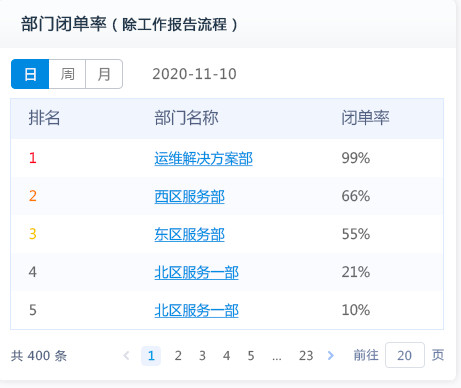 部门闭单率 ( 除工作报告流程 )
日 周 月 2020-11-10
排名 部门名称 闭单率
1 运维解决方案部 99%
2 西区服务部 66%
3 东区服务部 55%
4 北区服务一部 21%
5 北区服务一部 10%
共 400 条 < 1 2 3 4 5 ... 23 > 前往 20 页